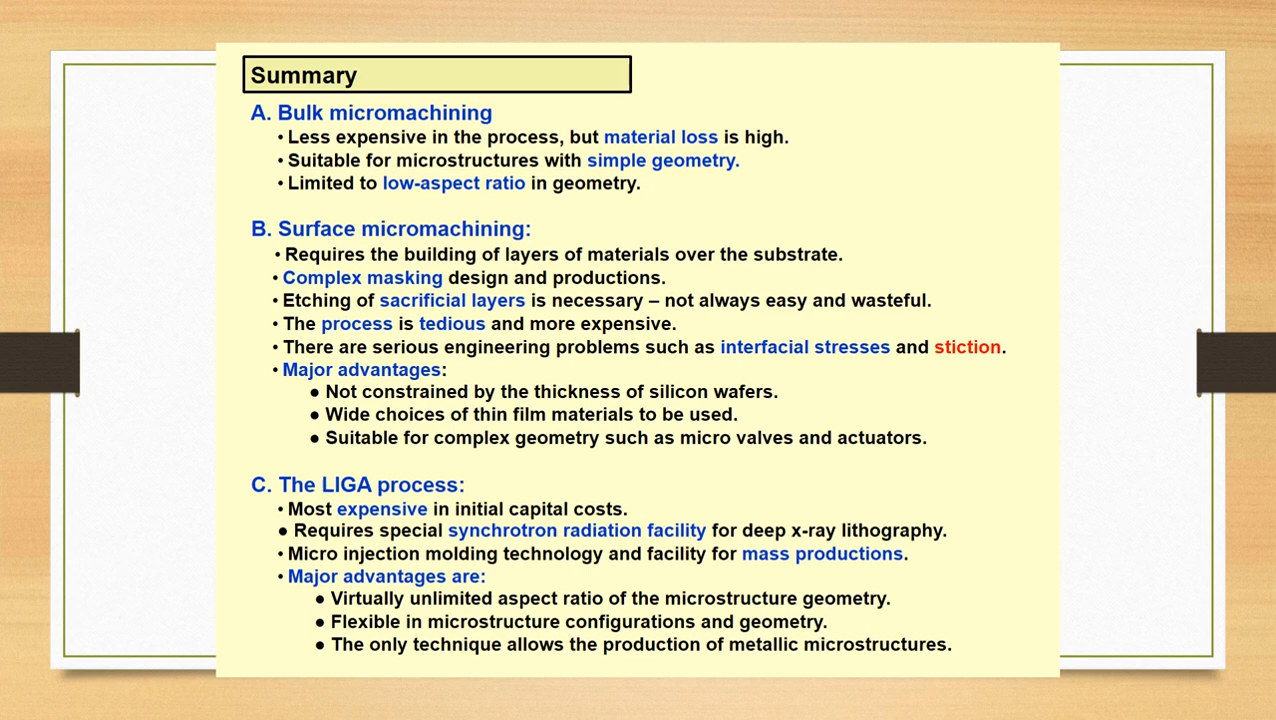 Summary
A. Bulk micromachining
• Less expensive in the process, but material loss is high.
• Suitable for microstructures with simple geometry.
• Limited to low-aspect ratio in geometry.
B. Surface micromachining:
• Requires the building of layers of materials over the substrate.
• Complex masking design and productions.
• Etching of sacrificial layers is necessary – not always easy and wasteful.
• The process is tedious and more expensive.
• There are serious engineering problems such as interfacial stresses and stiction.
• Major advantages:
● Not constrained by the thickness of silicon wafers.
● Wide choices of thin film materials to be used.
● Suitable for complex geometry such as micro valves and actuators.
C. The LIGA process:
• Most expensive in initial capital costs.
● Requires special synchrotron radiation facility for deep x-ray lithography.
• Micro injection molding technology and facility for mass productions.
• Major advantages are:
● Virtually unlimited aspect ratio of the microstructure geometry.
● Flexible in microstructure configurations and geometry.
● The only technique allows the production of metallic microstructures.